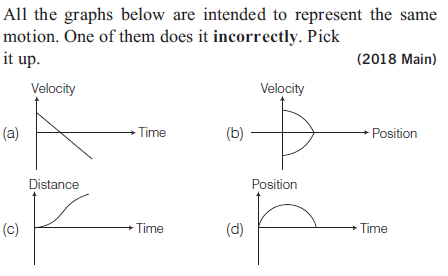 All the graphs below are intended to represent the same
motion. One of them does it incorrectly. Pick
it up. (2018 Main)
Velocity
Velocity
(a)
Time
(b)
Position
Distance
Position
(c)
Time
(d)
Time